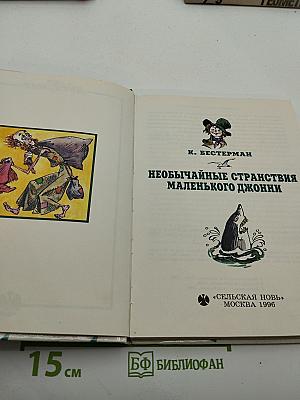 К. БЕСТЕРМАН
НЕОБЫЧАЙНЫЕ СТРАНСТВИЯ
МАЛЕНЬКОГО ДЖОННИ
«СЕЛЬСКАЯ НОВЬ»
МОСКВА 1996
15 см
БФ БИБЛИОФАН